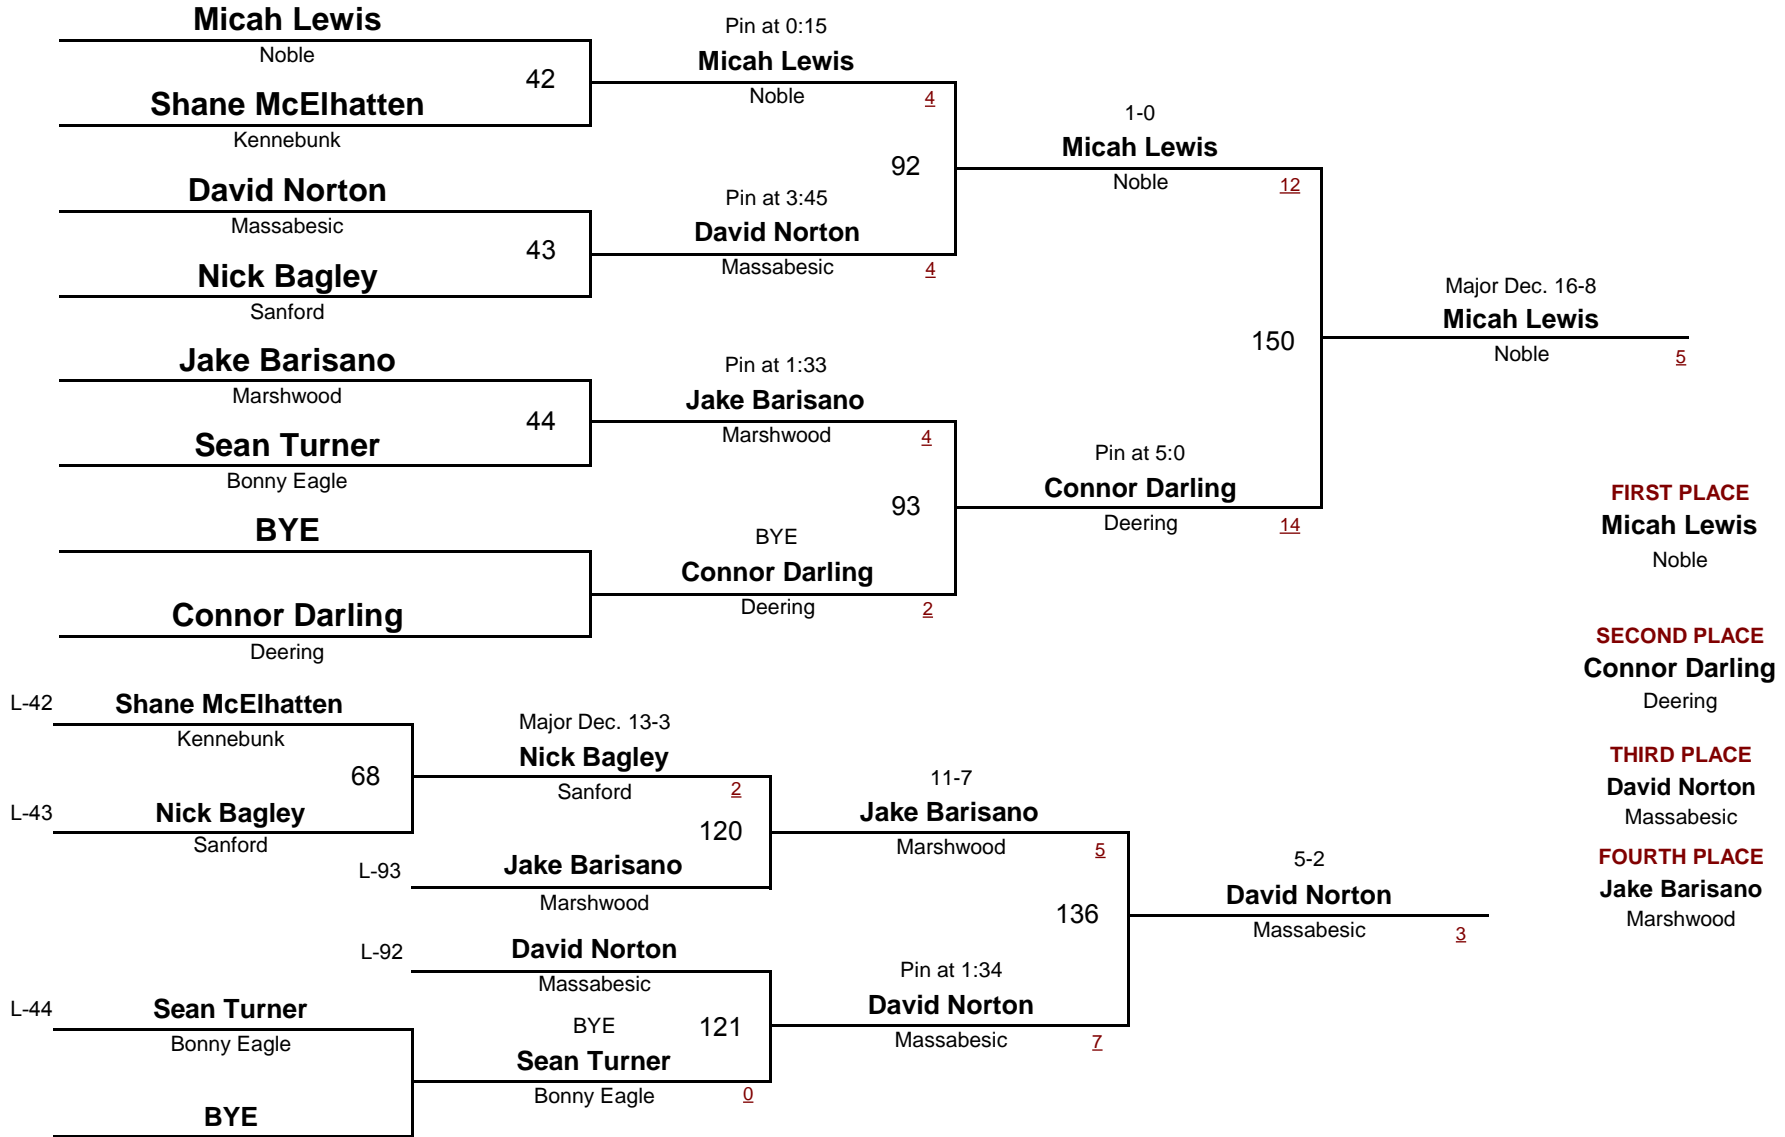 Micah Lewis
Noble
42
Shane McElhatten
Kennebunk
David Norton
Massabesic
43
Nick Bagley
Sanford
Jake Barisano
Marshwood
44
Sean Turner
Bonny Eagle
BYE
Connor Darling
Deering
Pin at 0:15
Micah Lewis
Noble
4
92
Pin at 3:45
David Norton
Massabesic
4
Pin at 1:33
Jake Barisano
Marshwood
4
93
BYE
Connor Darling
Deering
2
1-0
Micah Lewis
Noble
12
150
Pin at 5:0
Connor Darling
Deering
14
Major Dec. 16-8
Micah Lewis
Noble
5
FIRST PLACE
Micah Lewis
Noble
SECOND PLACE
Connor Darling
Deering
THIRD PLACE
David Norton
Massabesic
FOURTH PLACE
Jake Barisano
Marshwood
L-42
Shane McElhatten
Kennebunk
68
L-43
Nick Bagley
Sanford
Major Dec. 13-3
Nick Bagley
Sanford
2
120
L-93
Jake Barisano
Marshwood
L-92
David Norton
Massabesic
L-44
Sean Turner
Bonny Eagle
BYE
BYE
121
Sean Turner
Bonny Eagle
0
11-7
Jake Barisano
Marshwood
5
136
Pin at 1:34
David Norton
Massabesic
7
5-2
David Norton
Massabesic
3